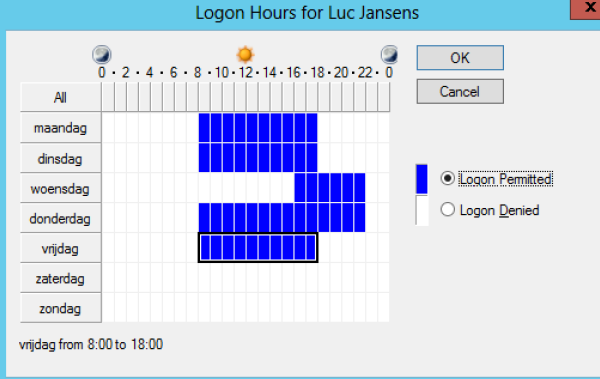 Logon Hours for Luc Jansens
x
0 · 2 · 4 · 6 · 8 · 10 · 12 · 14 · 16 · 18 · 20 · 22 · 0
All
maandag
dinsdag
woensdag
donderdag
vrijdag
zaterdag
zondag
vrijdag from 8:00 to 18:00
OK
Cancel
Logon Permitted
Logon Denied